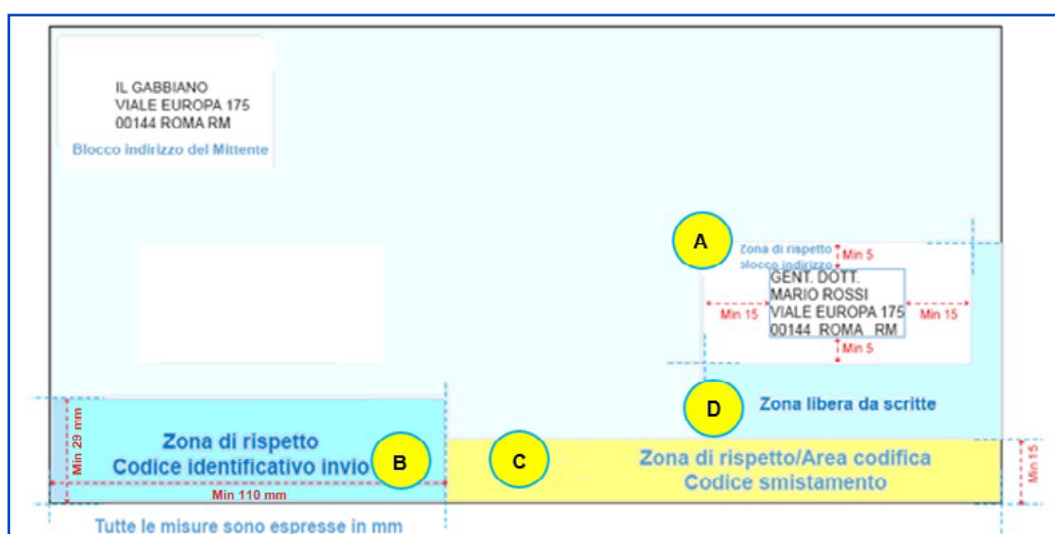 IL GABBIANO
VIALE EUROPA 175
00144 ROMA RM
Blocco indirizzo del Mittente
A
Zona di rispetto
blocco indirizzo
Min 5
GENT. DOTT.
MARIO ROSSI
VIALE EUROPA 175
00144 ROMA RM
Min 15
Min 15
Min 5
D
Zona libera da scritte
Min 29 mm
Zona di rispetto
Codice identificativo invio
B
Min 110 mm
C
Zona di rispetto/Area codifica
Codice smistamento
Min 15
Tutte le misure sono espresse in mm